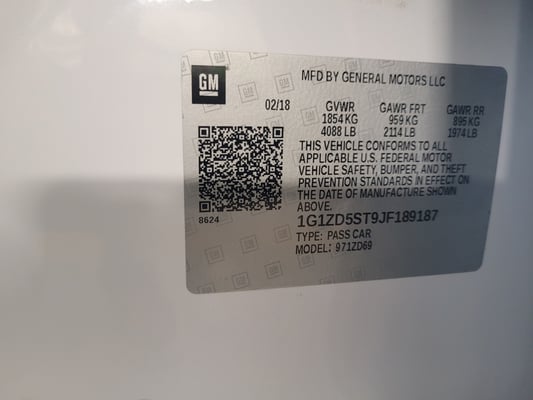 GM
MFD BY GENERAL MOTORS LLC
02/18 GVWR GAWR FRT GAWR RR
1854 KG 959 KG 895 KG
4088 LB 2114 LB 1974 LB
THIS VEHICLE CONFORMS TO ALL
APPLICABLE U.S. FEDERAL MOTOR
VEHICLE SAFETY, BUMPER, AND THEFT
PREVENTION STANDARDS IN EFFECT ON
THE DATE OF MANUFACTURE SHOWN
ABOVE.
8624
1G1ZD5ST9JF189187
TYPE: PASS CAR
MODEL: 971ZD69